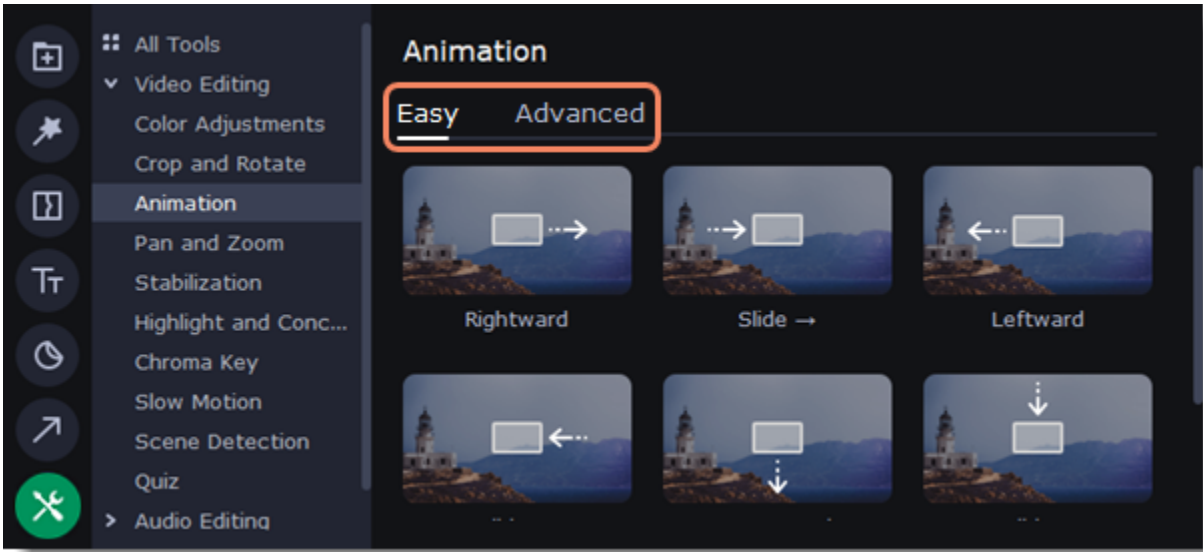 All Tools
Video Editing
Color Adjustments
Crop and Rotate
Animation
Pan and Zoom
Stabilization
Highlight and Conc...
Chroma Key
Slow Motion
Scene Detection
Quiz
Audio Editing
Animation
Easy Advanced
Rightward Slide → Leftward